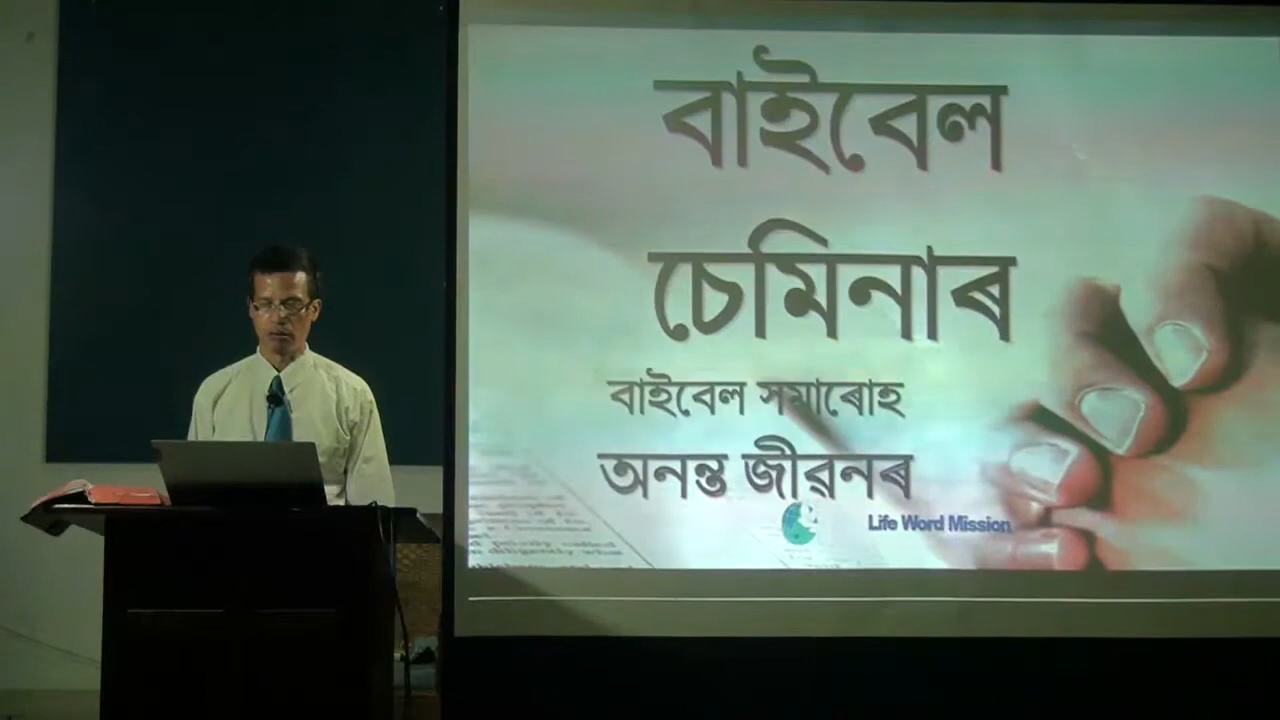 বাইবেল
চেমিনাৰ
বাইবেল সমাৰোহ
অনন্ত জীৱনৰ
Life Word Mission